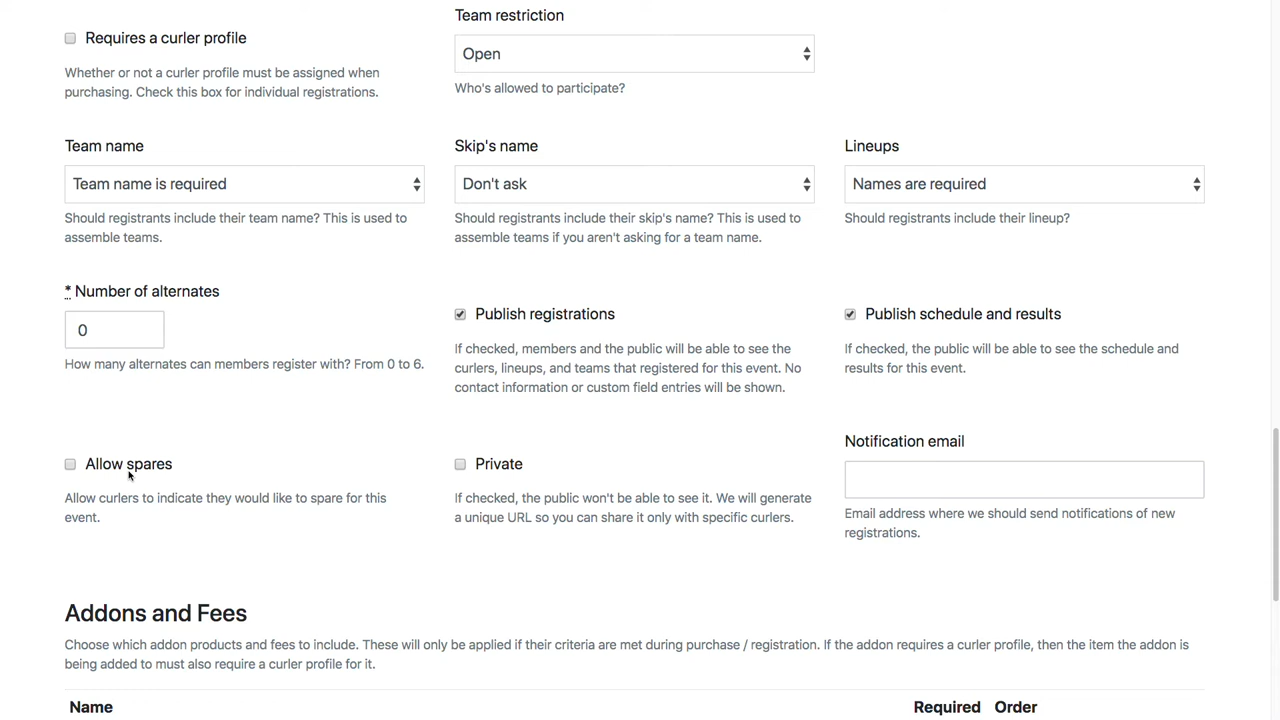 Team restriction
Requires a curler profile
Open
Whether or not a curler profile must be assigned when
purchasing. Check this box for individual registrations.
Who's allowed to participate?
Team name
Skip's name
Lineups
Team name is required
Don't ask
Names are required
Should registrants include their team name? This is used to
assemble teams.
Should registrants include their skip's name? This is used to
assemble teams if you aren't asking for a team name.
Should registrants include their lineup?
* Number of alternates
0
How many alternates can members register with? From 0 to 6.
Publish registrations
If checked, members and the public will be able to see the
curlers, lineups, and teams that registered for this event. No
contact information or custom field entries will be shown.
Publish schedule and results
If checked, the public will be able to see the schedule and
results for this event.
Allow spares
Allow curlers to indicate they would like to spare for this
event.
Private
If checked, the public won't be able to see it. We will generate
a unique URL so you can share it only with specific curlers.
Notification email
Email address where we should send notifications of new
registrations.
Addons and Fees
Choose which addon products and fees to include. These will only be applied if their criteria are met during purchase / registration. If the addon requires a curler profile, then the item the addon is
being added to must also require a curler profile for it.
Name Required Order